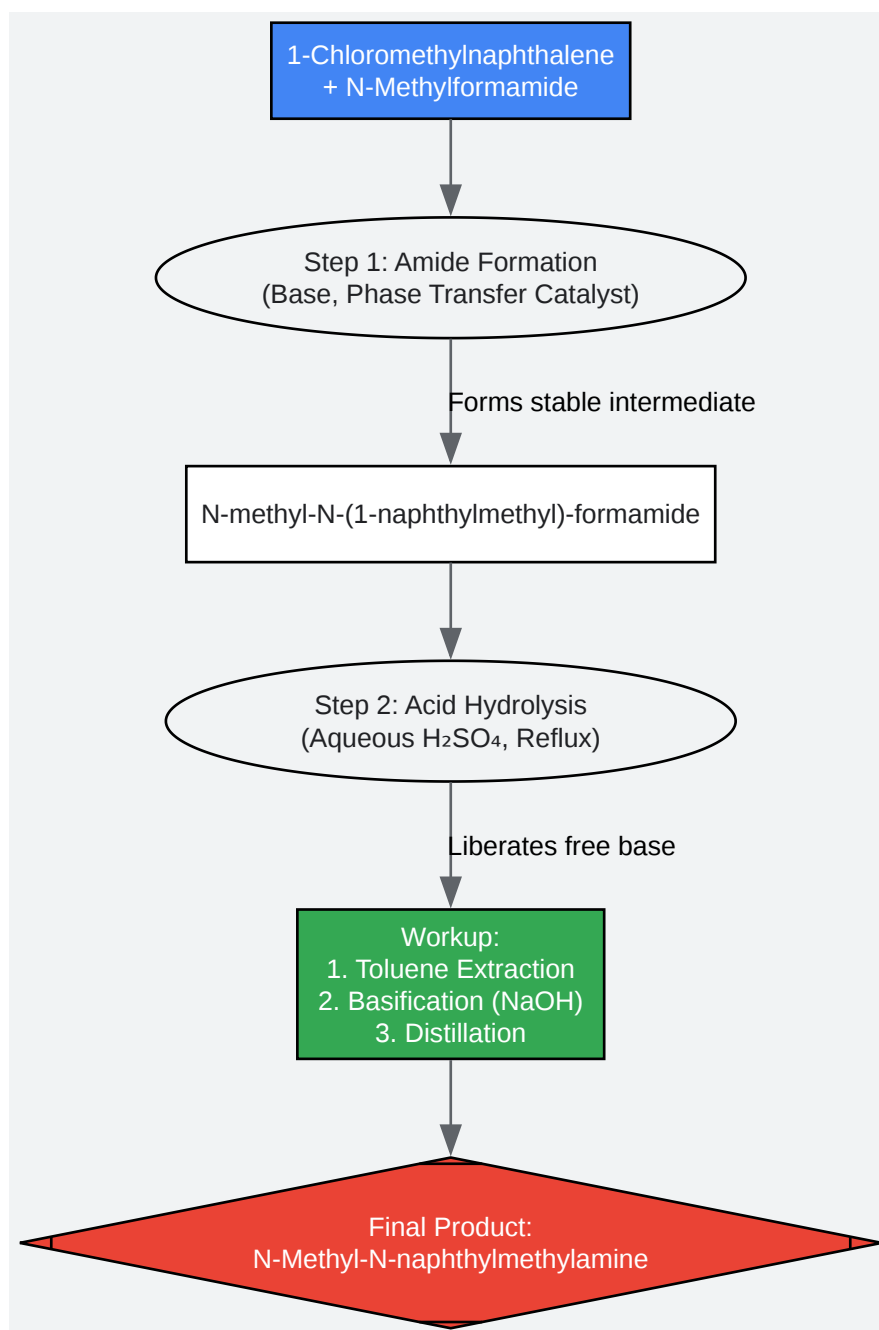 1-Chloromethylnaphthalene
+ N-Methylformamide
Step 1: Amide Formation
(Base, Phase Transfer Catalyst)
Forms stable intermediate
N-methyl-N-(1-naphthylmethyl)-formamide
Step 2: Acid Hydrolysis
(Aqueous H₂SO₄, Reflux)
Liberates free base
Workup:
1. Toluene Extraction
2. Basification (NaOH)
3. Distillation
Final Product:
N-Methyl-N-naphthylmethylamine